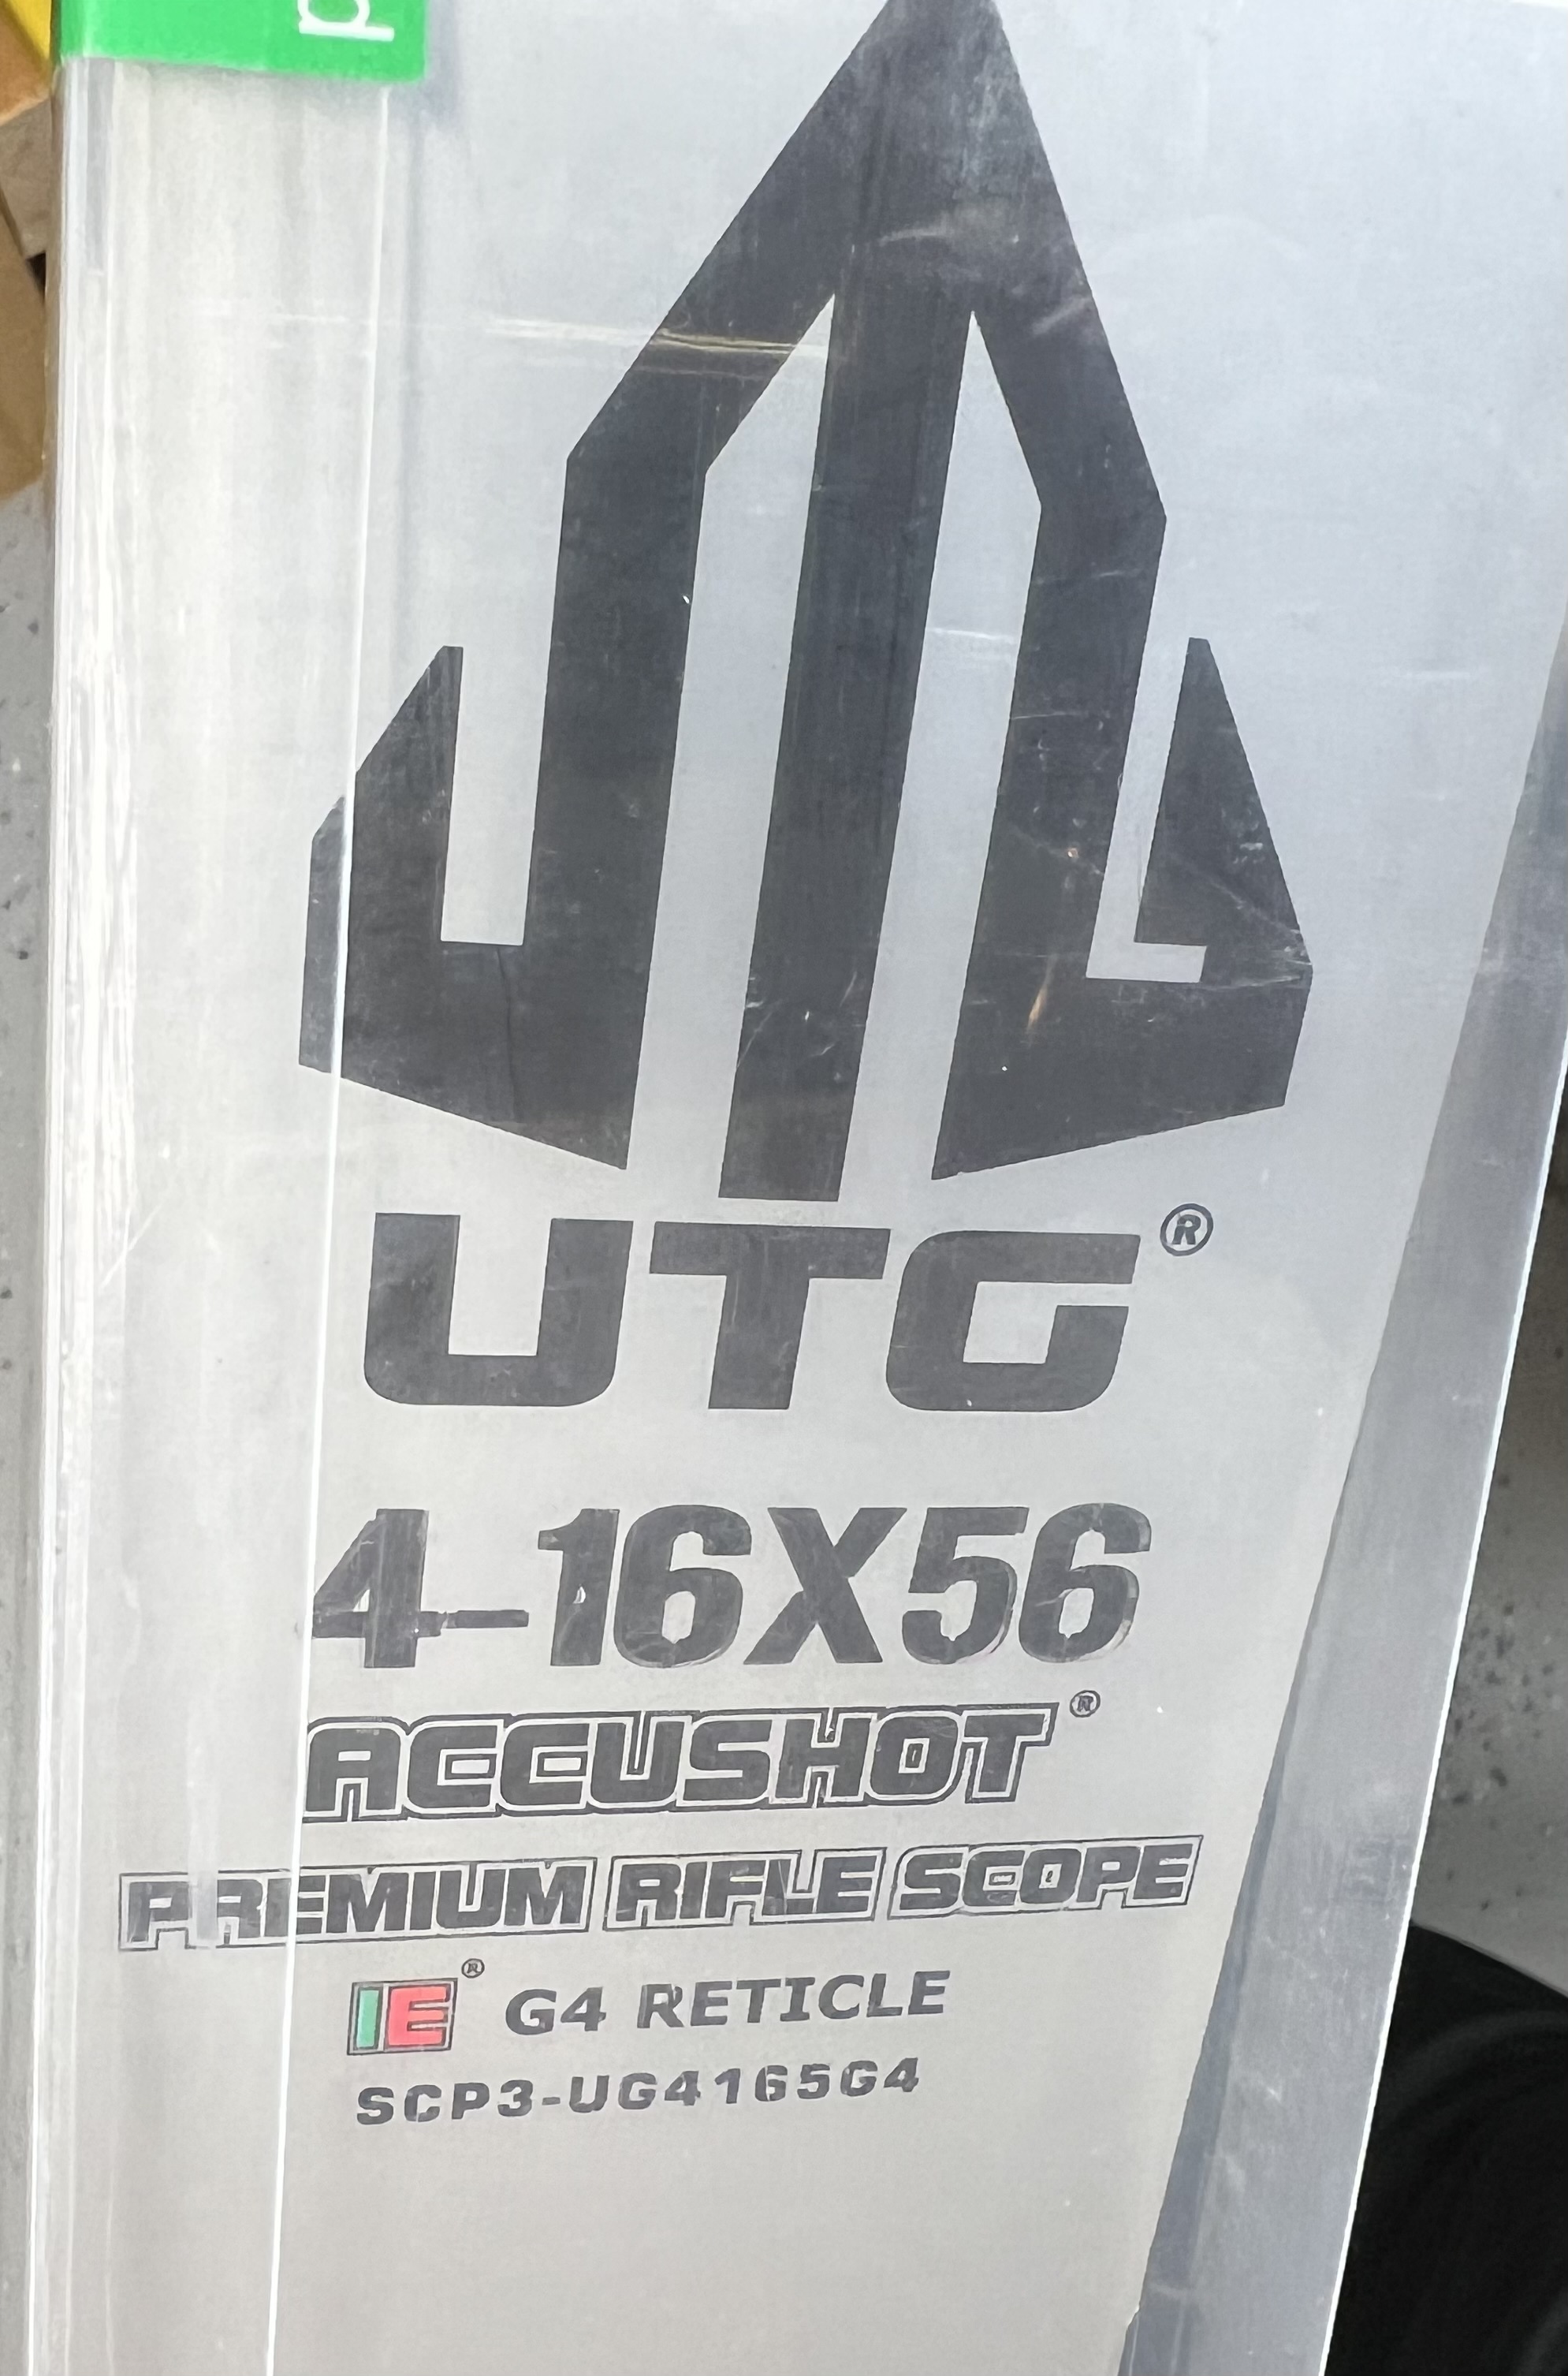 p
UTG®
4-16X56
ACCUSHOT®
PREMIUM RIFLE SCOPE
IE® G4 RETICLE
SCP3-UG4165G4